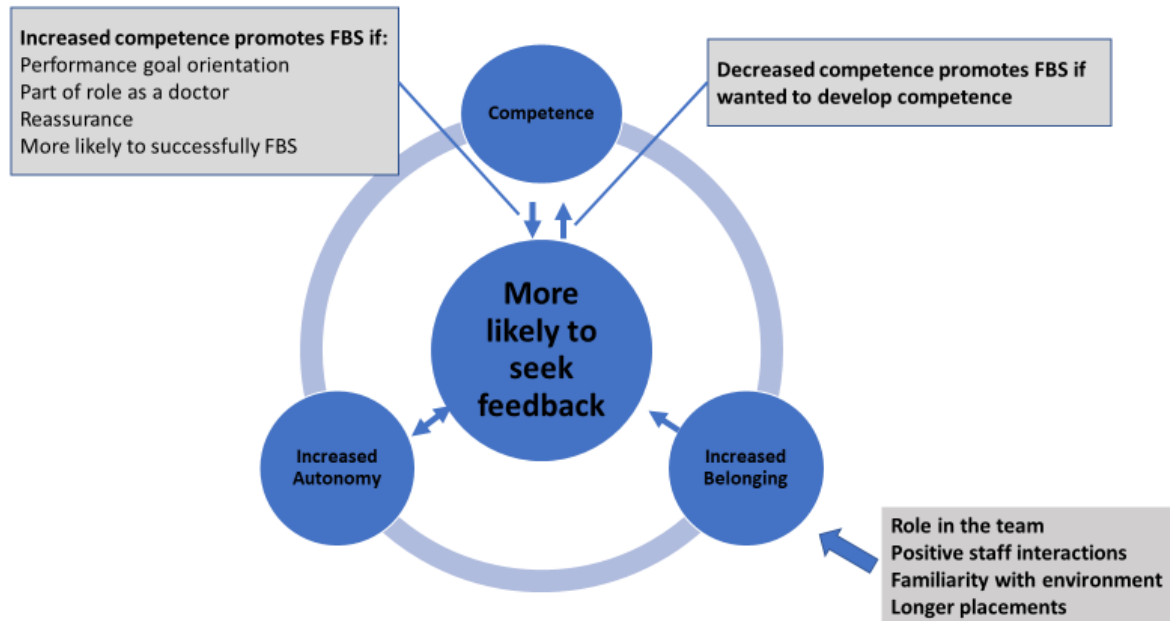 Increased competence promotes FBS if:
Performance goal orientation
Part of role as a doctor
Reassurance
More likely to successfully FBS
Competence
Decreased competence promotes FBS if
wanted to develop competence
More
likely to
seek
feedback
Increased
Autonomy
Increased
Belonging
Role in the team
Positive staff interactions
Familiarity with environment
Longer placements